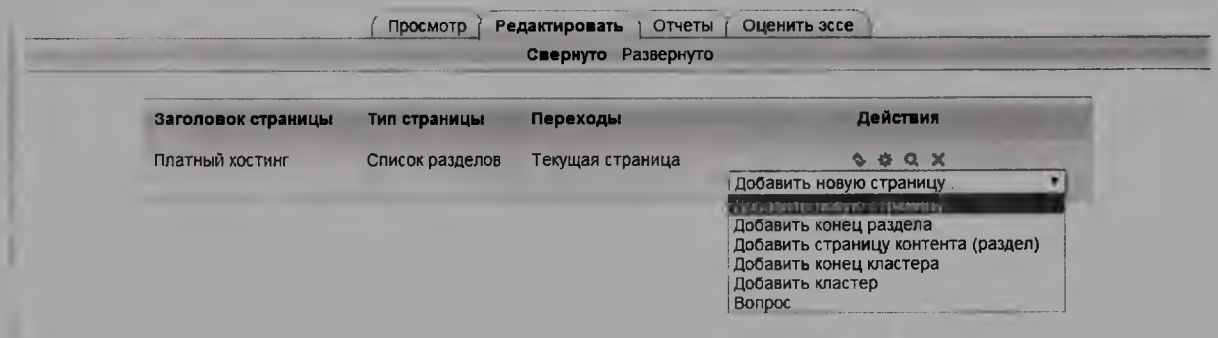 Просмотр Редактировать Отчеты Оценить эссе
Свернуто Развернуто
Заголовок страницы Тип страницы Переходы Действия
Платный хостинг Список разделов Текущая страница
Добавить новую страницу
Добавить конец раздела
Добавить страницу контента (раздел)
Добавить конец кластера
Добавить кластер
Вопрос